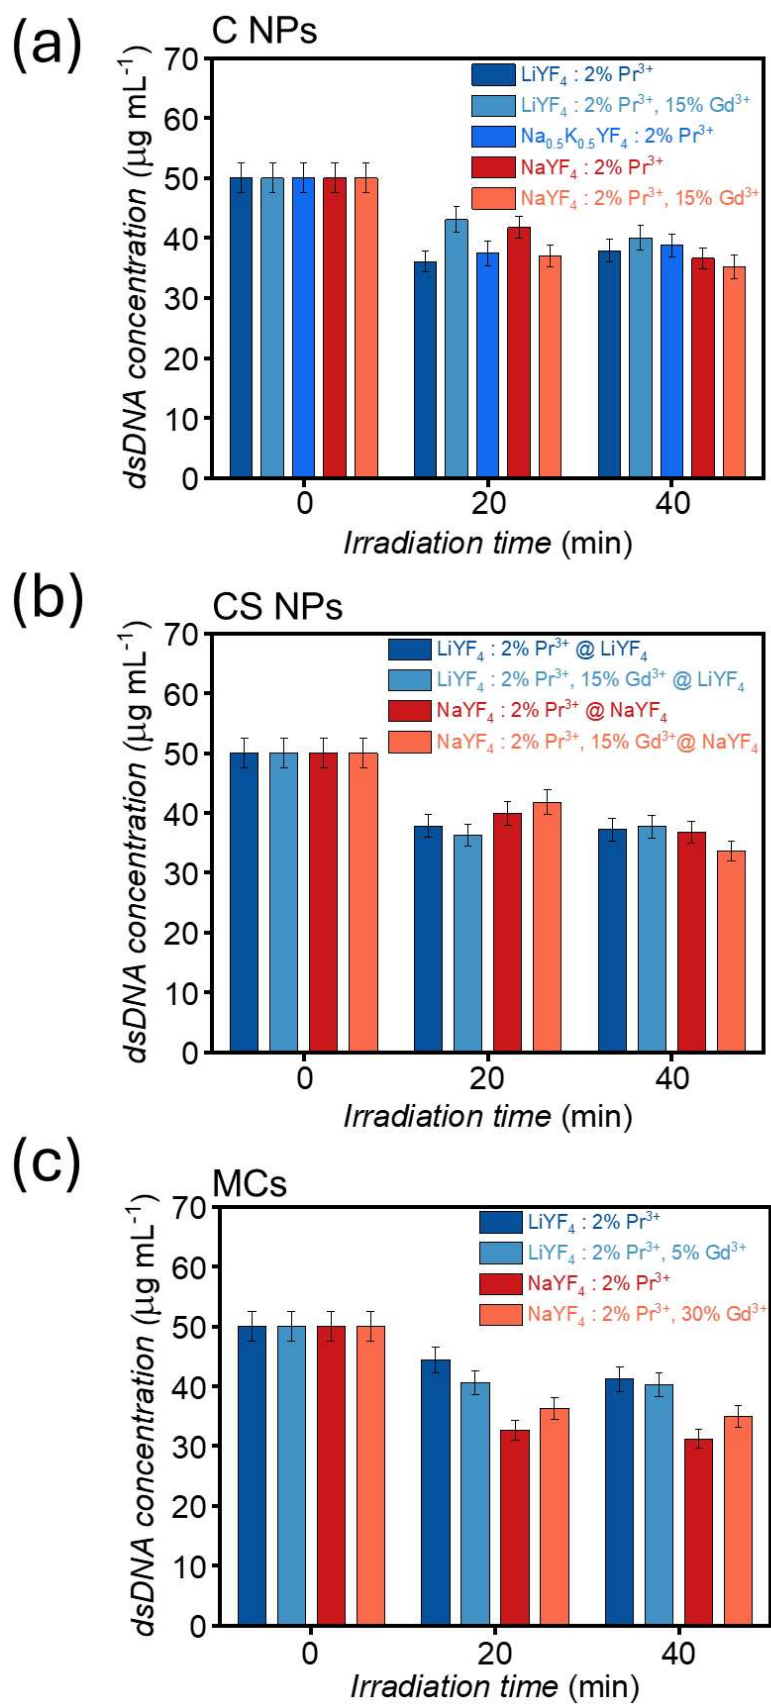 (a)
C NPs
LiYF₄ : 2% Pr³⁺
LiYF₄ : 2% Pr³⁺, 15% Gd³⁺
Na₀.₅K₀.₅YF₄ : 2% Pr³⁺
NaYF₄ : 2% Pr³⁺
NaYF₄ : 2% Pr³⁺, 15% Gd³⁺
dsDNA concentration (µg mL⁻¹)
70
60
50
40
30
20
10
0
0 20 40
Irradiation time (min)
(b)
CS NPs
LiYF₄ : 2% Pr³⁺ @ LiYF₄
LiYF₄ : 2% Pr³⁺, 15% Gd³⁺ @ LiYF₄
NaYF₄ : 2% Pr³⁺ @ NaYF₄
NaYF₄ : 2% Pr³⁺, 15% Gd³⁺@ NaYF₄
dsDNA concentration (µg mL⁻¹)
70
60
50
40
30
20
10
0
0 20 40
Irradiation time (min)
(c)
MCs
LiYF₄ : 2% Pr³⁺
LiYF₄ : 2% Pr³⁺, 5% Gd³⁺
NaYF₄ : 2% Pr³⁺
NaYF₄ : 2% Pr³⁺, 30% Gd³⁺
dsDNA concentration (µg mL⁻¹)
70
60
50
40
30
20
10
0
0 20 40
Irradiation time (min)